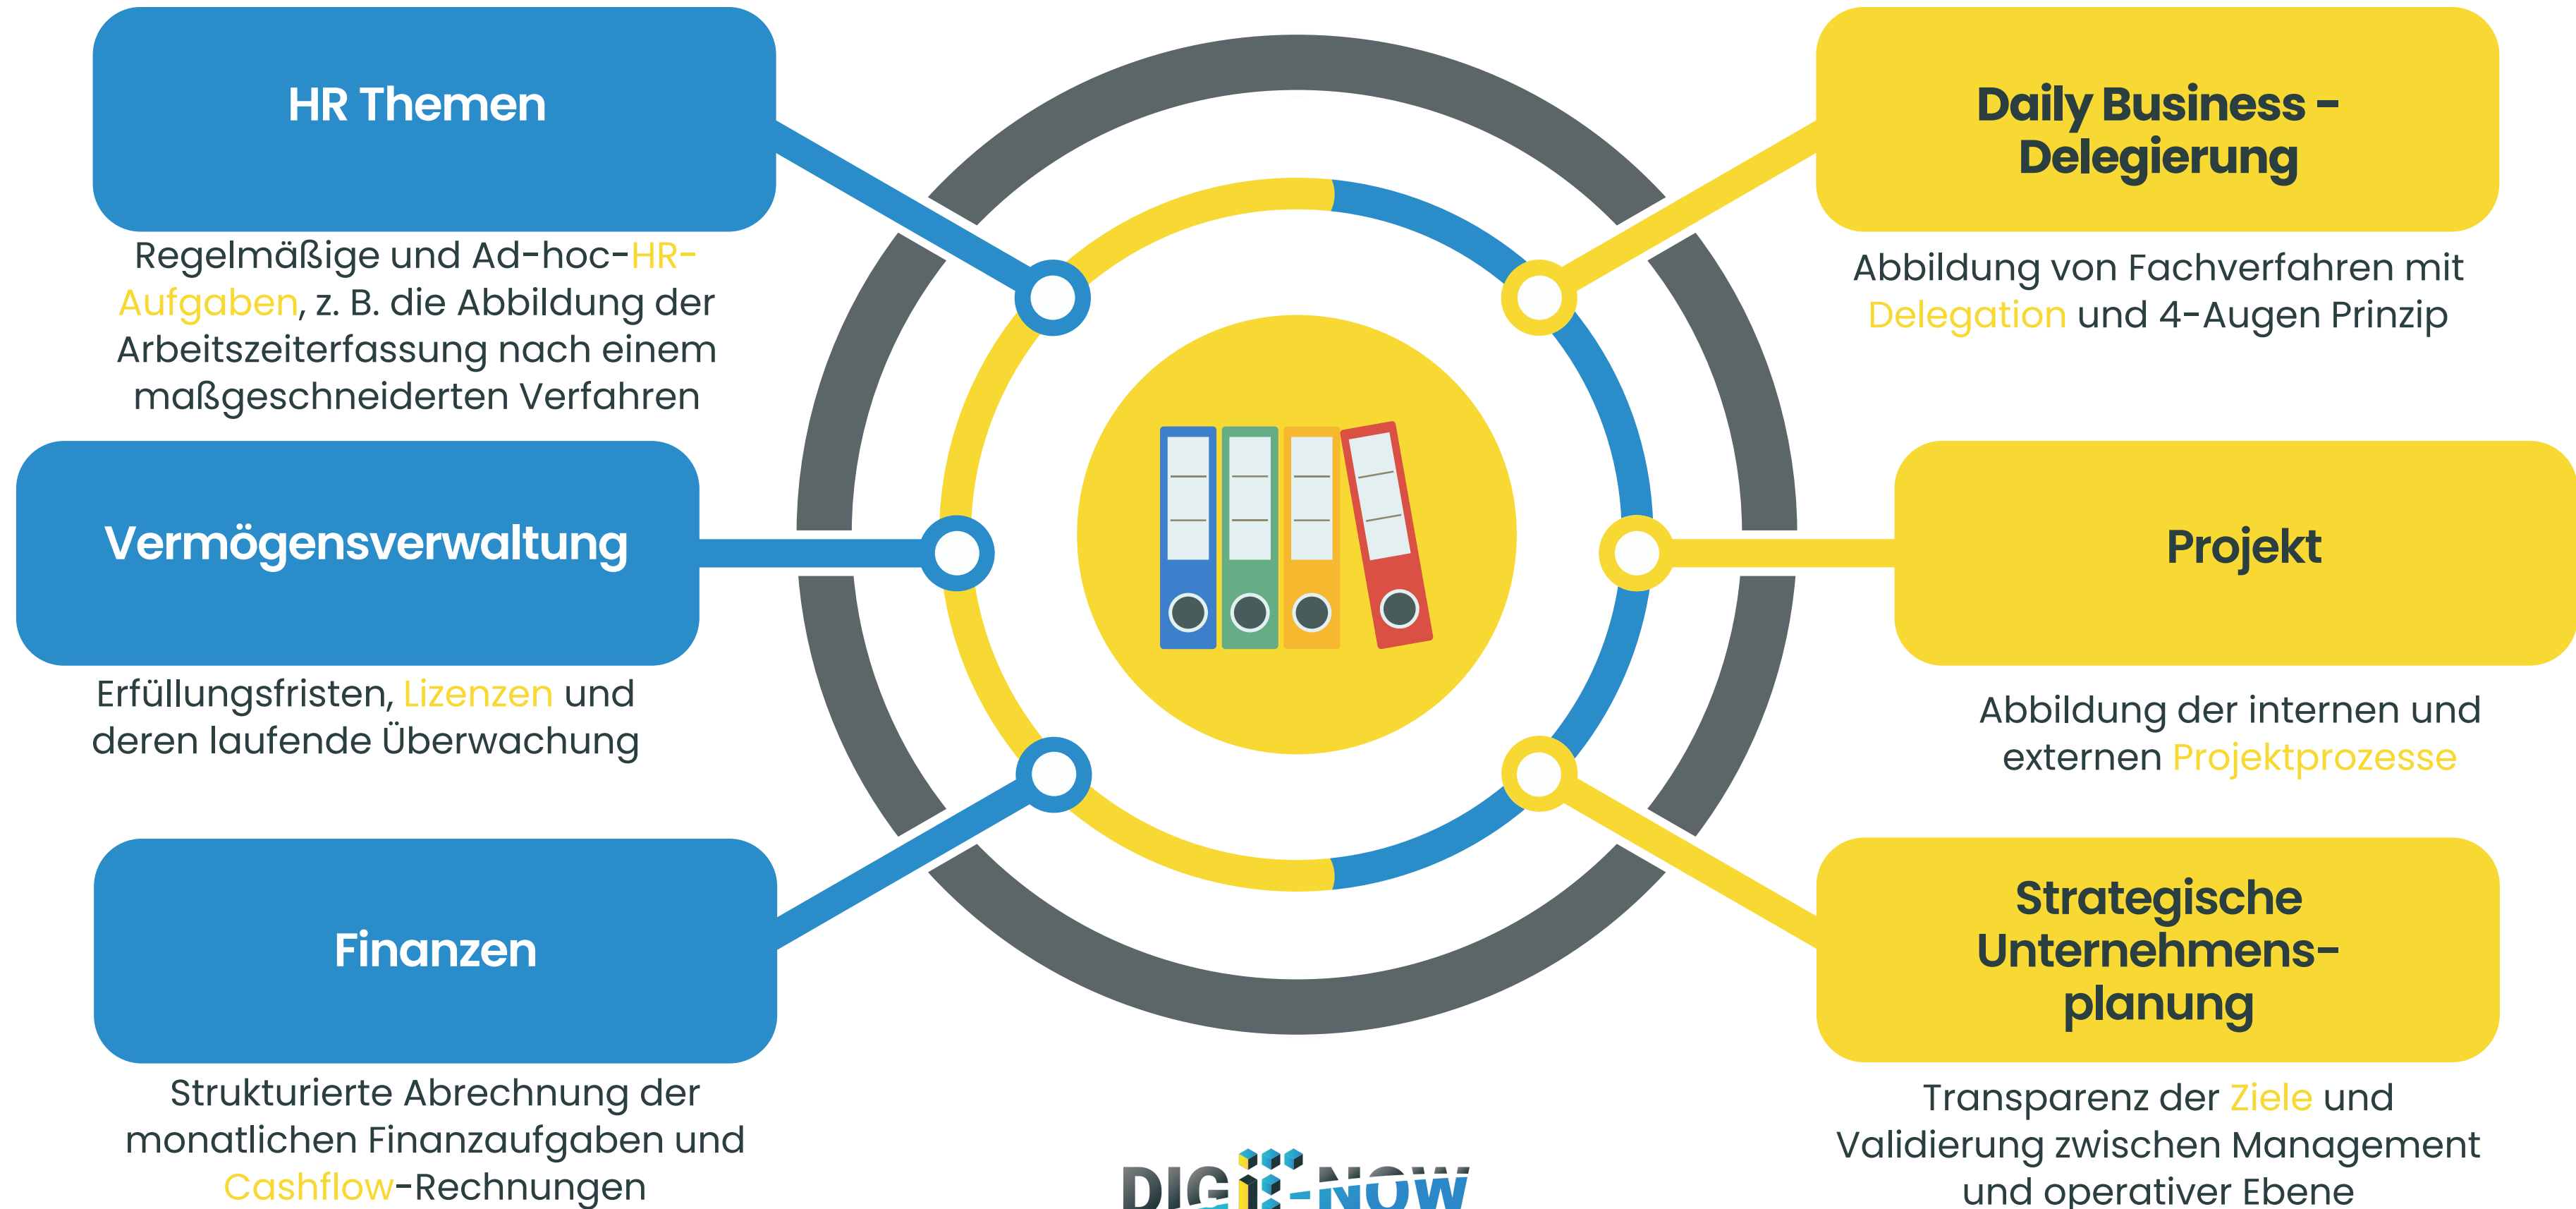 HR Themen
Regelmäßige und Ad-hoc-HR-
Aufgaben, z. B. die Abbildung der
Arbeitszeiterfassung nach einem
maßgeschneiderten Verfahren
Vermögensverwaltung
Erfüllungsfristen, Lizenzen und
deren laufende Überwachung
Finanzen
Strukturierte Abrechnung der
monatlichen Finanzaufgaben und
Cashflow-Rechnungen
Daily Business -
Delegierung
Abbildung von Fachverfahren mit
Delegation und 4-Augen Prinzip
Projekt
Abbildung der internen und
externen Projektprozesse
Strategische
Unternehmens-
planung
Transparenz der Ziele und
Validierung zwischen Management
und operativer Ebene
DIGIT-NOW